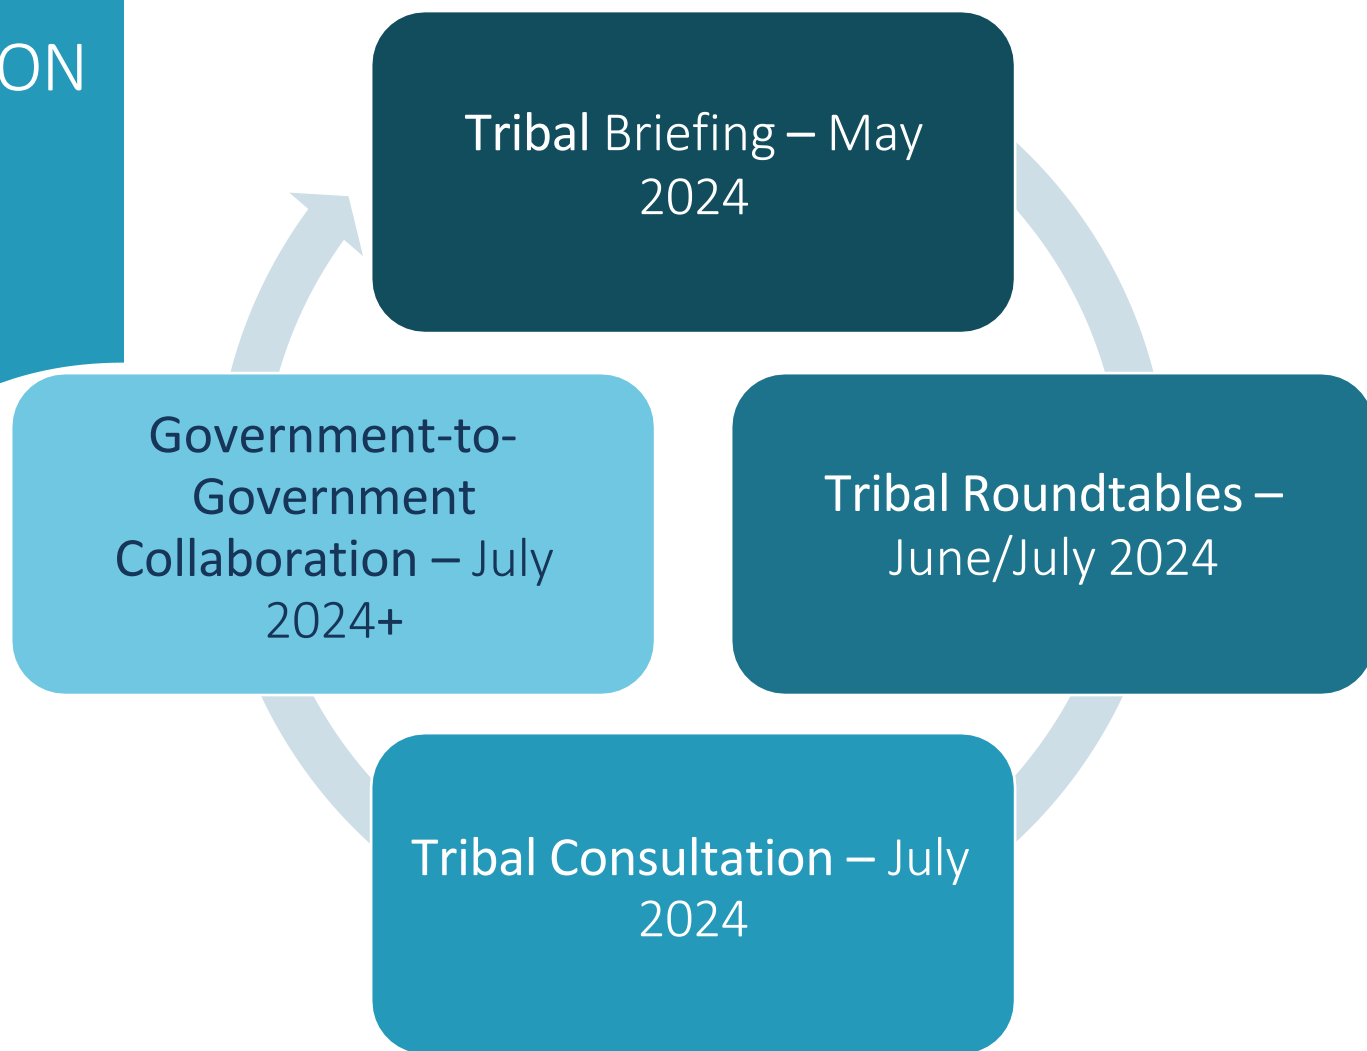 ON
Tribal Briefing – May
2024
Tribal Roundtables –
June/July 2024
Tribal Consultation – July
2024
Government-to-
Government
Collaboration – July
2024+